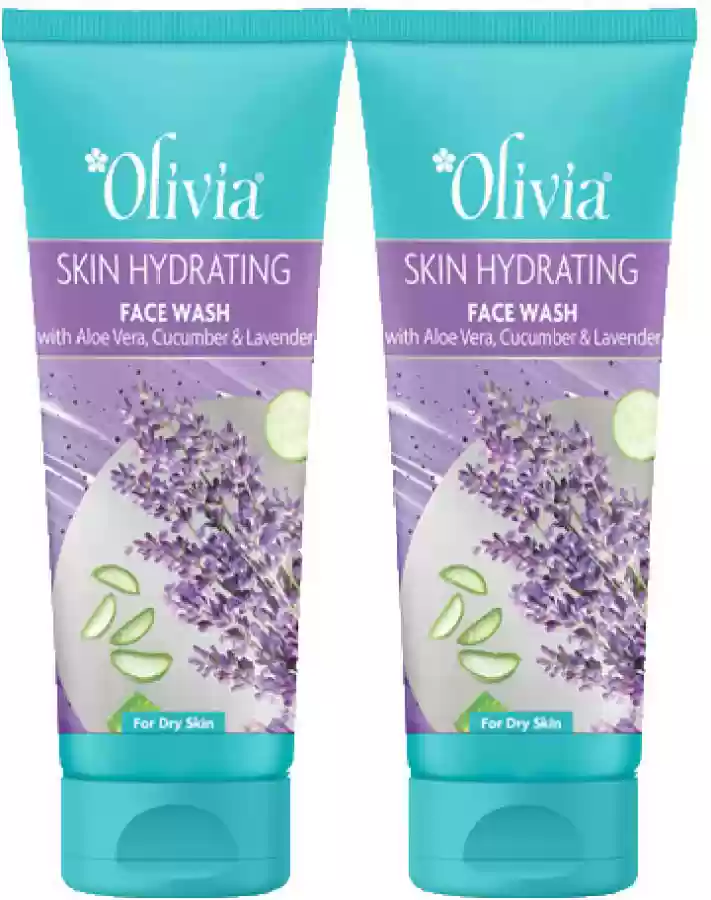 Olivia®
SKIN HYDRATING
FACE WASH
with Aloe Vera, Cucumber & Lavender
For Dry Skin
Olivia®
SKIN HYDRATING
FACE WASH
with Aloe Vera, Cucumber & Lavender
For Dry Skin